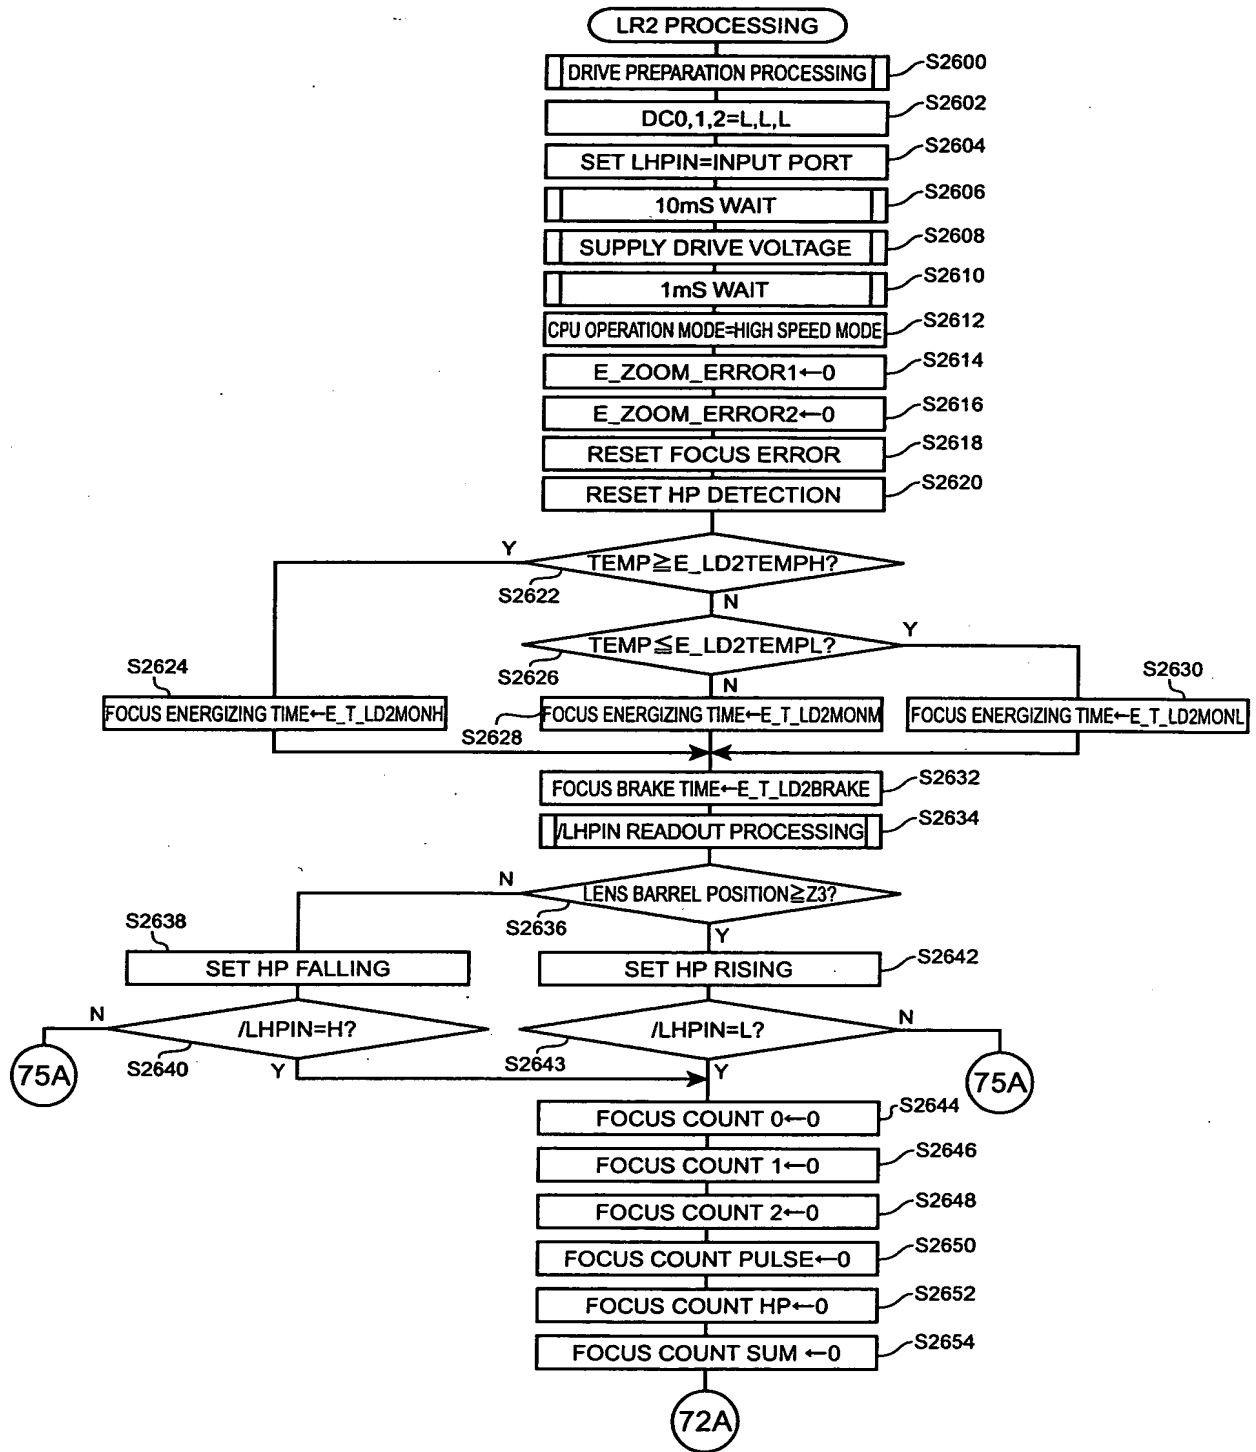 LR2 PROCESSING
DRIVE PREPARATION PROCESSING
S2600
DC0,1,2=L,L,L
S2602
SET LHPIN=INPUT PORT
S2604
10mS WAIT
S2606
SUPPLY DRIVE VOLTAGE
S2608
1mS WAIT
S2610
CPU OPERATION MODE=HIGH SPEED MODE
S2612
E_ZOOM_ERROR1←0
S2614
E_ZOOM_ERROR2←0
S2616
RESET FOCUS ERROR
S2618
RESET HP DETECTION
S2620
Y
TEMP≧E_LD2TEMPH?
S2622
N
TEMP≦E_LD2TEMPL?
Y
S2626
N
S2624
FOCUS ENERGIZING TIME←E_T_LD2MONH
FOCUS ENERGIZING TIME←E_T_LD2MONM
S2628
S2630
FOCUS ENERGIZING TIME←E_T_LD2MONL
FOCUS BRAKE TIME←E_T_LD2BRAKE
S2632
/LHPIN READOUT PROCESSING
S2634
N
LENS BARREL POSITION≧Z3?
S2636
Y
S2638
SET HP FALLING
SET HP RISING
S2642
N
/LHPIN=H?
S2640
Y
/LHPIN=L?
N
S2643
Y
75A
75A
FOCUS COUNT 0←0
S2644
FOCUS COUNT 1←0
S2646
FOCUS COUNT 2←0
S2648
FOCUS COUNT PULSE←0
S2650
FOCUS COUNT HP←0
S2652
FOCUS COUNT SUM ←0
S2654
72A